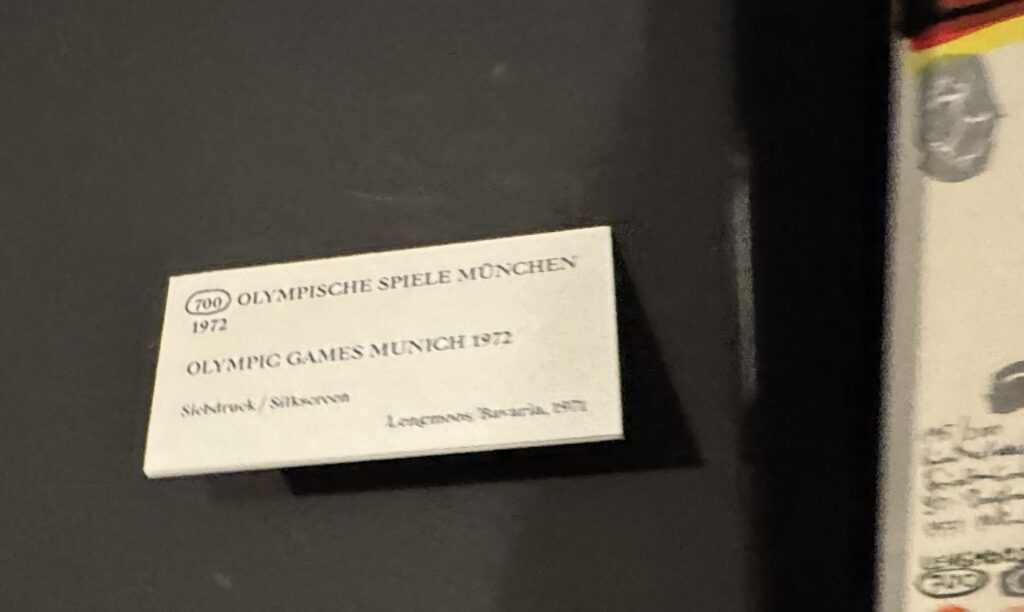 700 OLYMPISCHE SPIELE MÜNCHEN
1972
OLYMPIC GAMES MUNICH 1972
Siebdruck / Silkscreen
Lengmoos/Bavaria, 1971